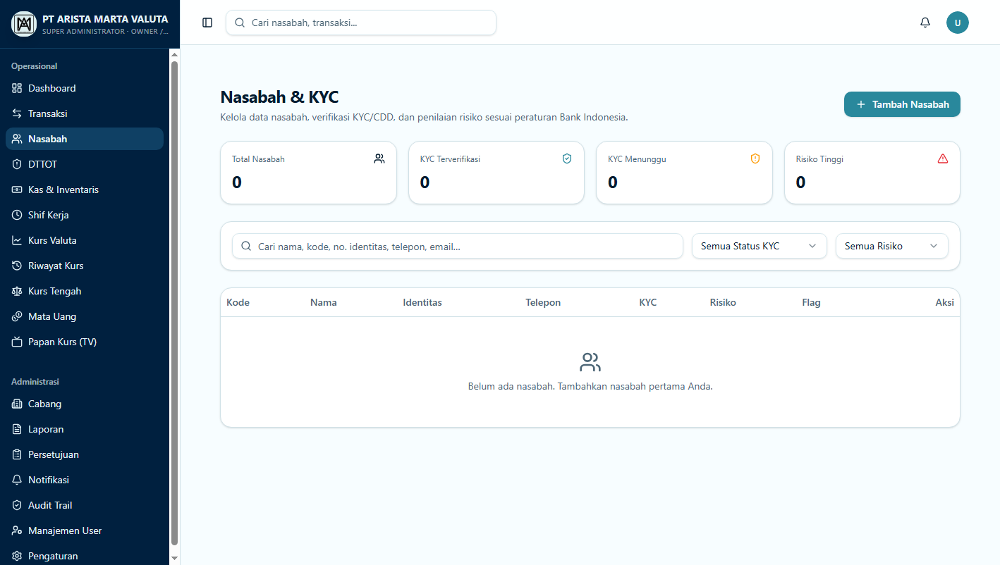 PT ARISTA MARTA VALUTA
SUPER ADMINISTRATOR · OWNER /...
Cari nasabah, transaksi...
U
Operasional
Dashboard
Transaksi
Nasabah
DTTOT
Kas & Inventaris
Shif Kerja
Kurs Valuta
Riwayat Kurs
Kurs Tengah
Mata Uang
Papan Kurs (TV)
Administrasi
Cabang
Laporan
Persetujuan
Notifikasi
Audit Trail
Manajemen User
Pengaturan
Nasabah & KYC
Kelola data nasabah, verifikasi KYC/CDD, dan penilaian risiko sesuai peraturan Bank Indonesia.
Tambah Nasabah
Total Nasabah
0
KYC Terverifikasi
0
KYC Menunggu
0
Risiko Tinggi
0
Cari nama, kode, no. identitas, telepon, email...
Semua Status KYC
Semua Risiko
Kode Nama Identitas Telepon KYC Risiko Flag Aksi
Belum ada nasabah. Tambahkan nasabah pertama Anda.